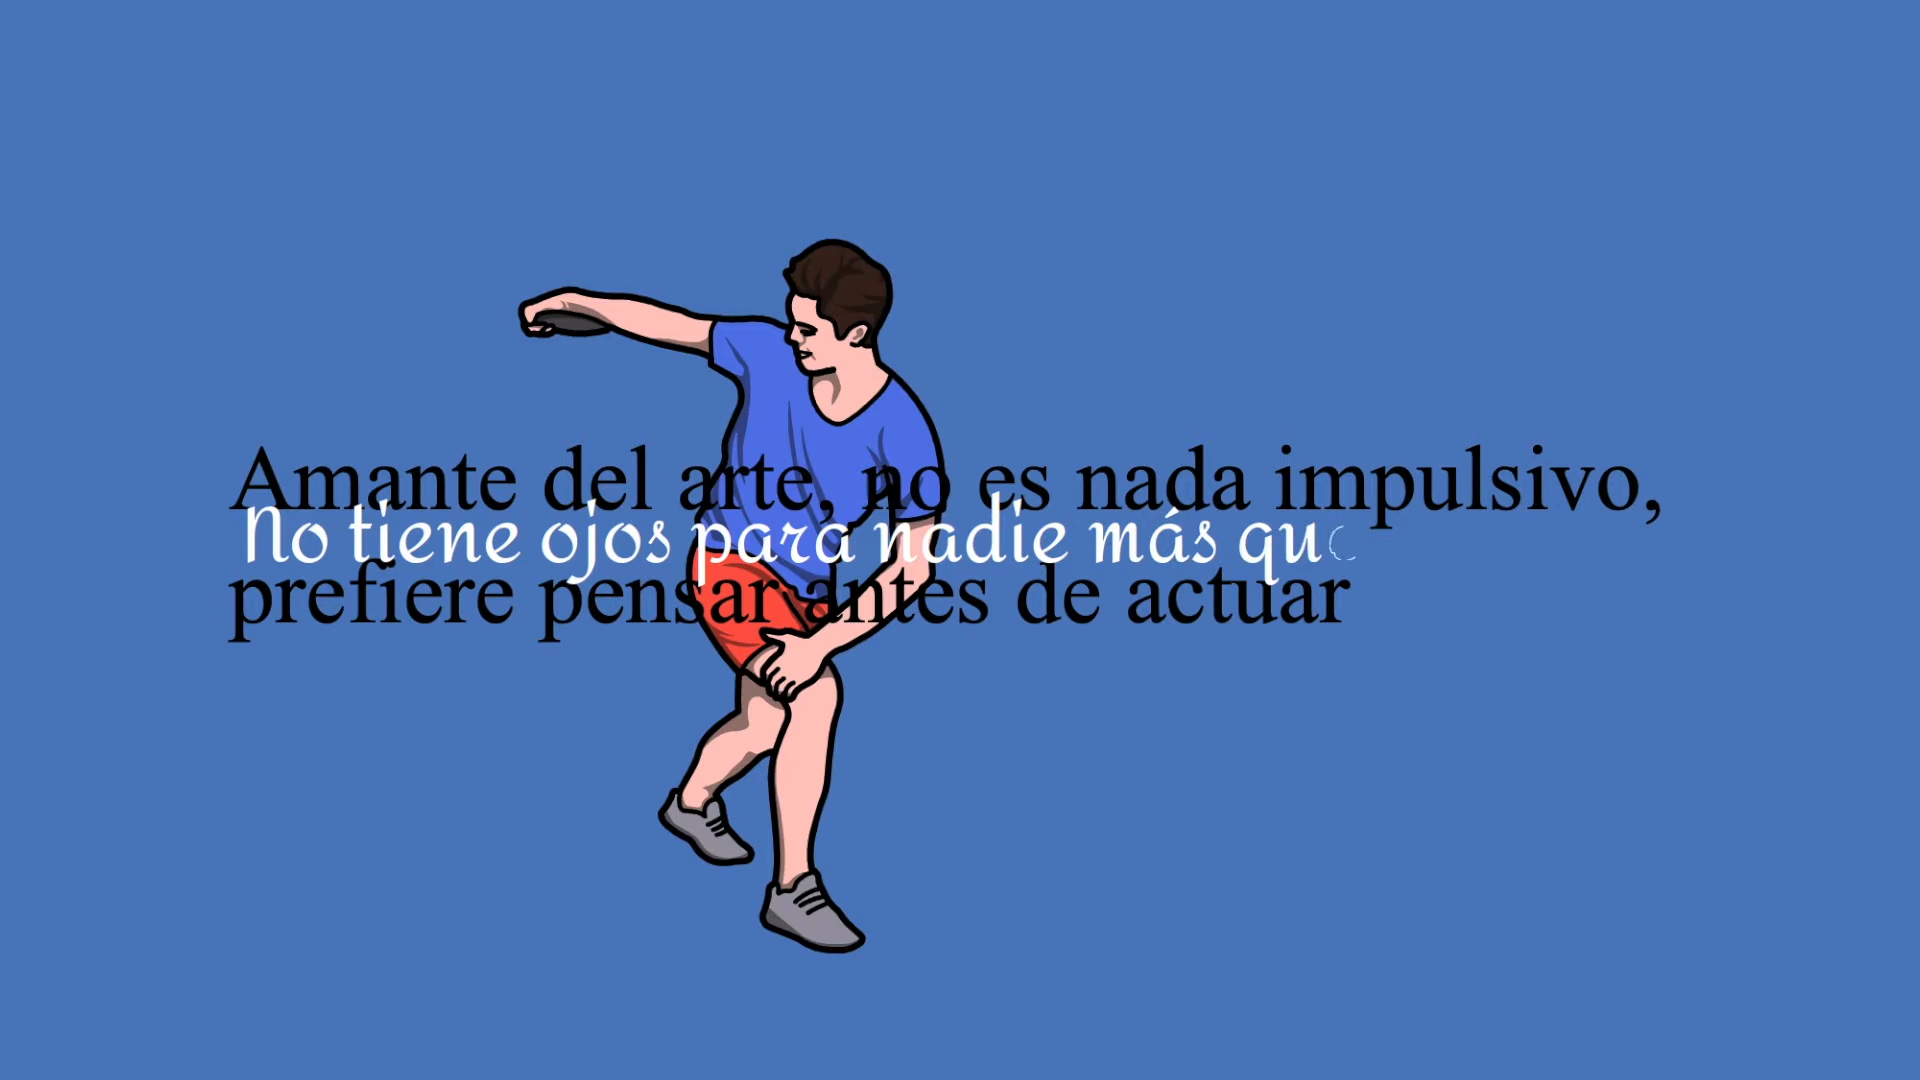 Amante del arte, no es nada impulsivo,
No tiene ojos para nadie más qu
prefiere pensar antes de actuar